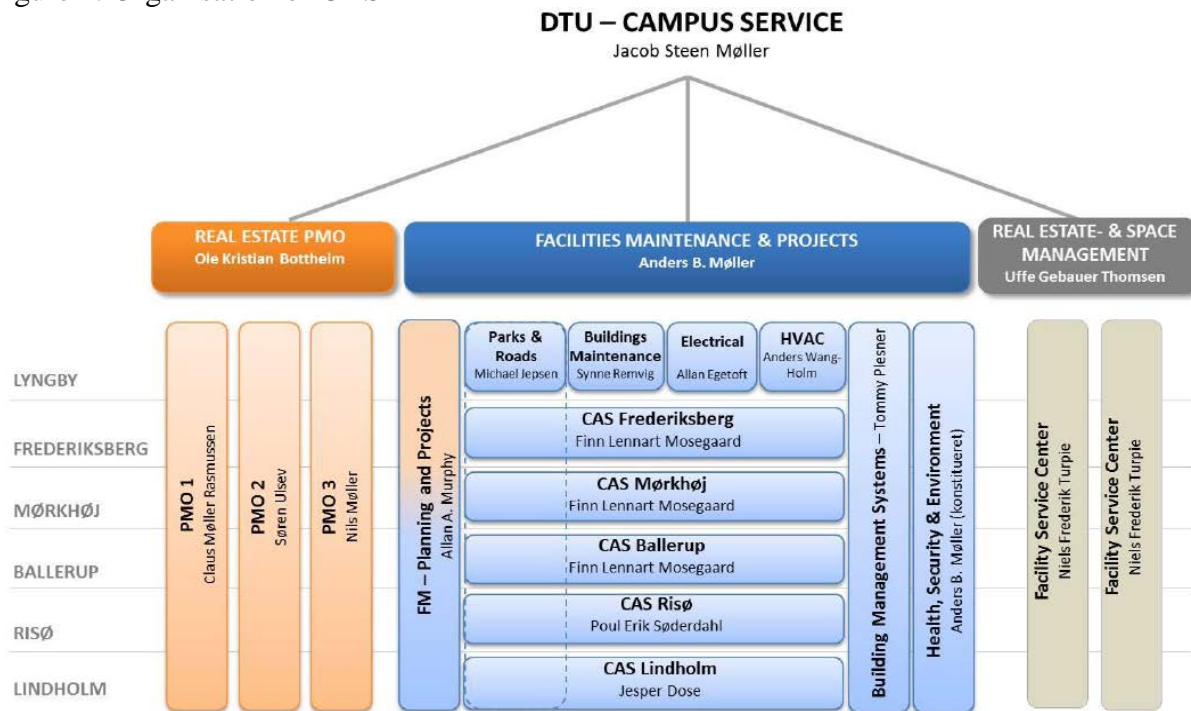 DTU – CAMPUS SERVICE
Jacob Steen Møller
REAL ESTATE PMO
Ole Kristian Bottheim
FACILITIES MAINTENANCE & PROJECTS
Anders B. Møller
REAL ESTATE- & SPACE
MANAGEMENT
Uffe Gebauer Thomsen
LYNGBY
FREDERIKSBERG
MØRKHØJ
BALLERUP
RISØ
LINDHOLM
PMO 1
Claus Møller Rasmussen
PMO 2
Søren Ulsev
PMO 3
Nils Møller
FM – Planning and Projects
Allan A. Murphy
Parks &
Roads
Michael Jepsen
Buildings
Maintenance
Synne Remvig
Electrical
Allan Egetoft
HVAC
Anders Wang-
Holm
CAS Frederiksberg
Finn Lennart Mosegaard
CAS Mørkhøj
Finn Lennart Mosegaard
CAS Ballerup
Finn Lennart Mosegaard
CAS Risø
Poul Erik Søderdahl
CAS Lindholm
Jesper Dose
Building Management Systems – Tommy Plesner
Health, Security & Environment
Anders B. Møller (konstitueret)
Facility Service Center
Niels Frederik Turpie
Facility Service Center
Niels Frederik Turpie